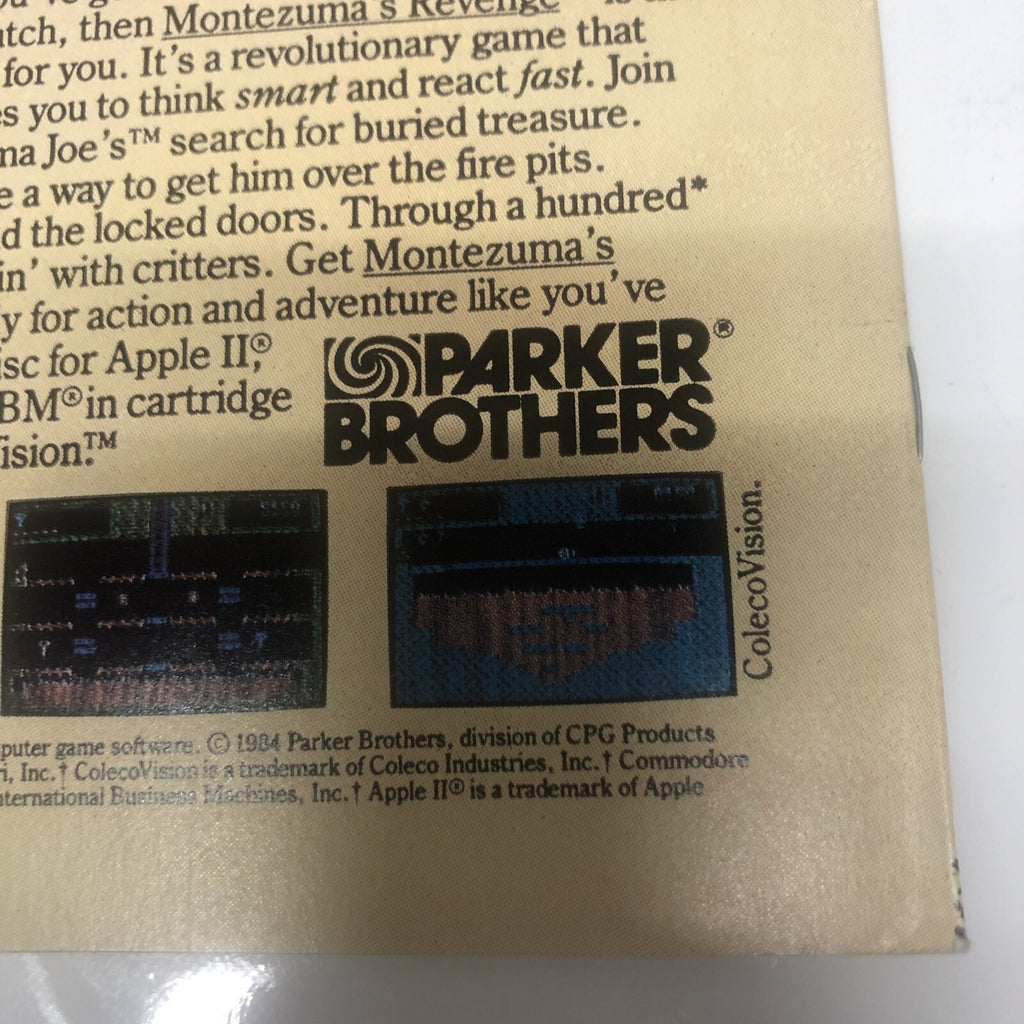 tch, then Montezuma's Revenge
for you. It's a revolutionary game that
s you to think smart and react fast. Join
ma Joe's™ search for buried treasure.
e a way to get him over the fire pits.
d the locked doors. Through a hundred*
in' with critters. Get Montezuma's
y for action and adventure like you've
isc for Apple II,®
BM® in cartridge
ision.™
PARKER®
BROTHERS
ColecoVision.
puter game software. © 1984 Parker Brothers, division of CPG Products
i, Inc.† ColecoVision is a trademark of Coleco Industries, Inc.† Commodore
ternational Business Machines, Inc.† Apple II® is a trademark of Apple